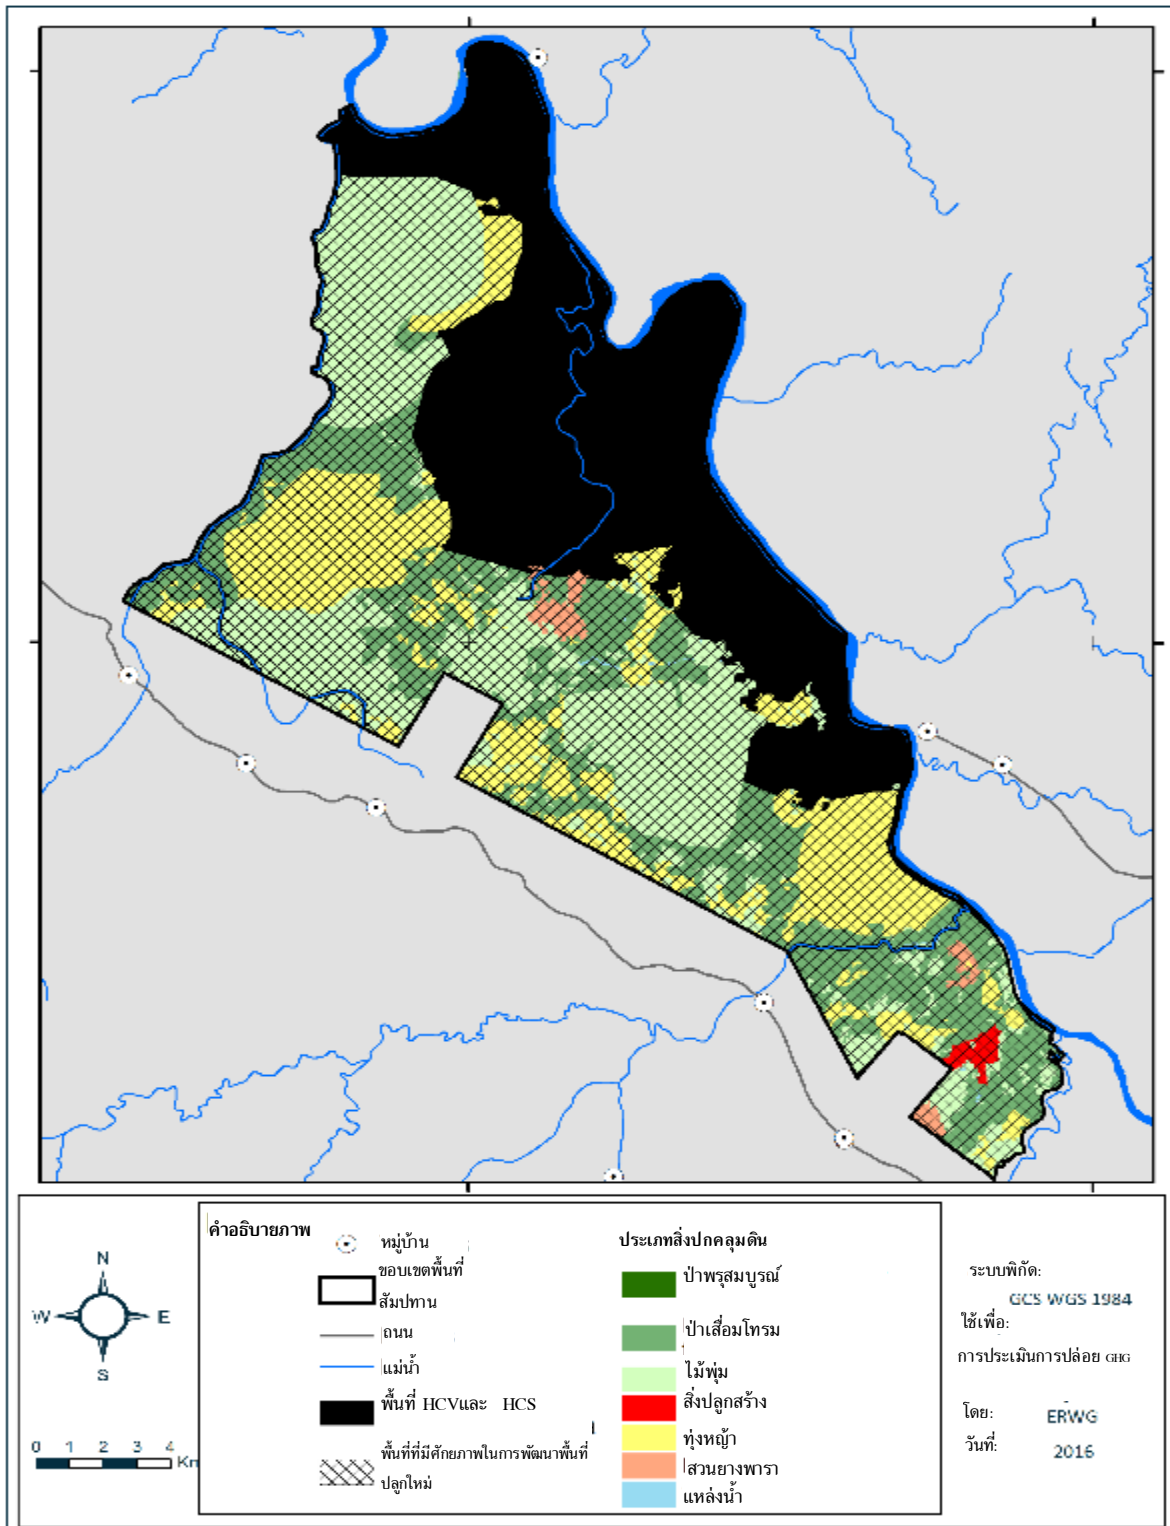 N
W
E
S
0 1 2 3 4
Km
คำอธิบายภาพ
หมู่บ้าน
ขอบเขตพื้นที่
สัมปทาน
ถนน
แม่น้ำ
พื้นที่ HCVและ HCS
พื้นที่ที่มีศักยภาพในการพัฒนาพื้นที่
ปลูกใหม่
ประเภทสิ่งปกคลุมดิน
ป่าพรุสมบูรณ์
ป่าเสื่อมโทรม
ไม้พุ่ม
สิ่งปลูกสร้าง
ทุ่งหญ้า
สวนยางพารา
แหล่งน้ำ
ระบบพิกัด:
GCS WGS 1984
ใช้เพื่อ:
การประเมินการปล่อย GHG
โดย:
ERWG
วันที่:
2016